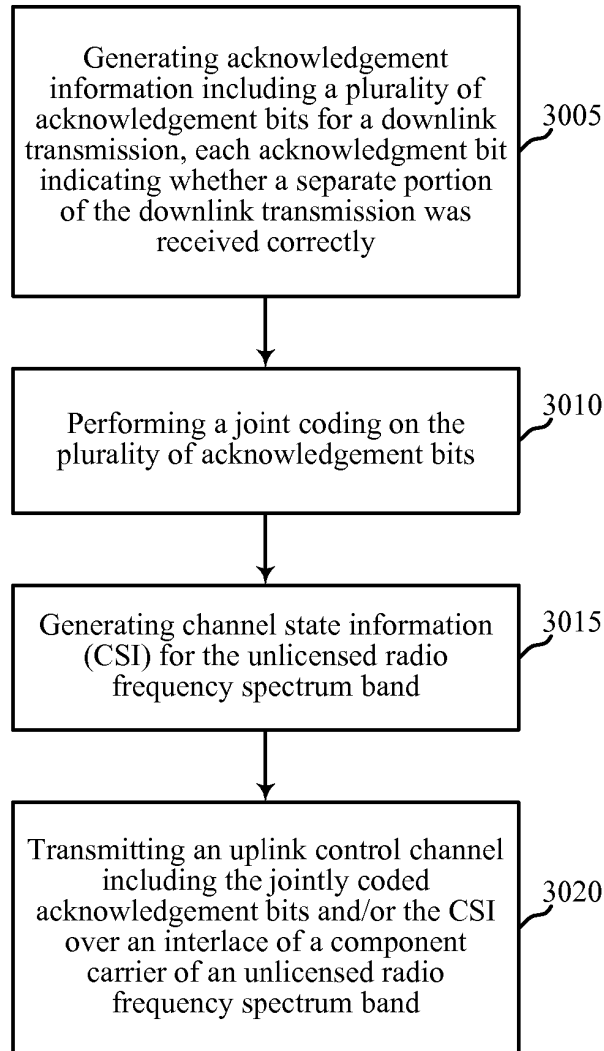 Generating acknowledgement
information including a plurality of
acknowledgement bits for a downlink
transmission, each acknowledgment bit
indicating whether a separate portion
of the downlink transmission was
received correctly
3005
Performing a joint coding on the
plurality of acknowledgement bits
3010
Generating channel state information
(CSI) for the unlicensed radio
frequency spectrum band
3015
Transmitting an uplink control channel
including the jointly coded
acknowledgement bits and/or the CSI
over an interlace of a component
carrier of an unlicensed radio
frequency spectrum band
3020